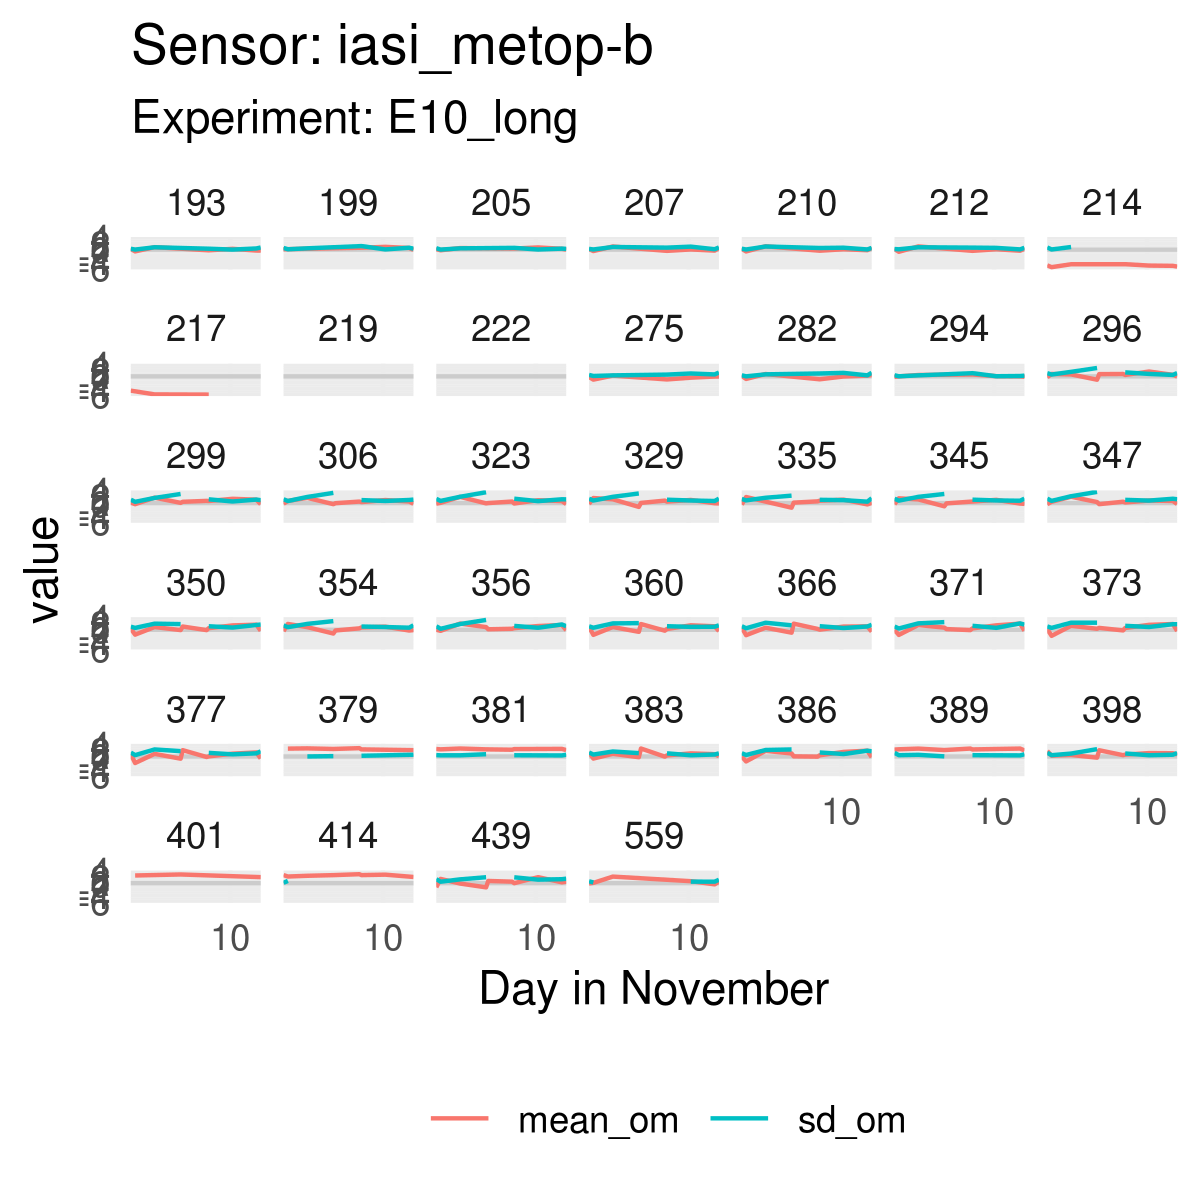 Sensor: iasi_metop-b
Experiment: E10_long
193 199 205 207 210 212 214
217 219 222 275 282 294 296
299 306 323 329 335 345 347
350 354 356 360 366 371 373
377 379 381 383 386 389 398
10 10 10
401 414 439 559
10 10 10 10
value
Day in November
mean_om sd_om